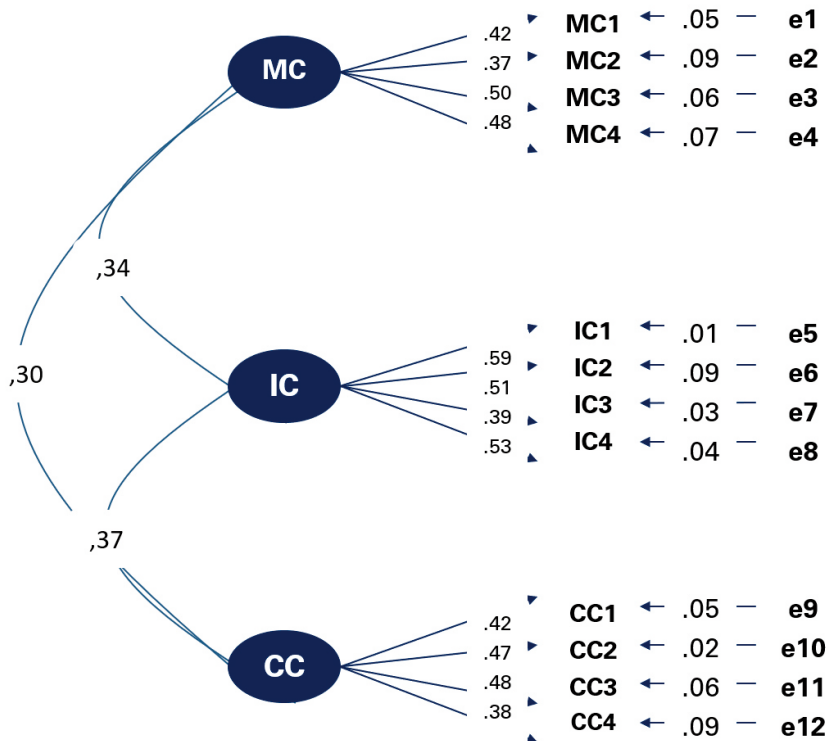 .42 MC1 .05 e1
MC .37 MC2 .09 e2
.50 MC3 .06 e3
.48 MC4 .07 e4
,34
IC1 .01 e5
.59 IC2 .09 e6
,30 IC .51 IC3 .03 e7
.39 IC4 .04 e8
.53
,37
CC1 .05 e9
.42 CC2 .02 e10
CC .47 CC3 .06 e11
.48 CC4 .09 e12
.38